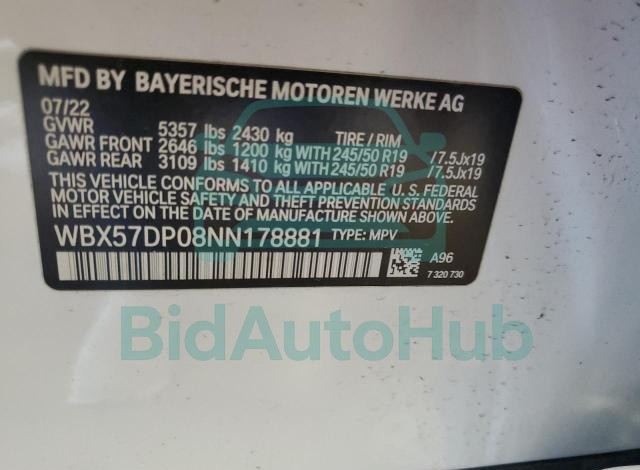 MFD BY BAYERISCHE MOTOREN WERKE AG
07/22
GVWR 5357 lbs 2430 kg TIRE / RIM
GAWR FRONT 2646 lbs 1200 kg WITH 245/50 R19 /7.5Jx19
GAWR REAR 3109 lbs 1410 kg WITH 245/50 R19 /7.5Jx19
THIS VEHICLE CONFORMS TO ALL APPLICABLE U.S. FEDERAL
MOTOR VEHICLE SAFETY AND THEFT PREVENTION STANDARDS
IN EFFECT ON THE DATE OF MANUFACTURE SHOWN ABOVE.
WBX57DP08NN178881 TYPE: MPV
A96
7 320 730
BidAutoHub